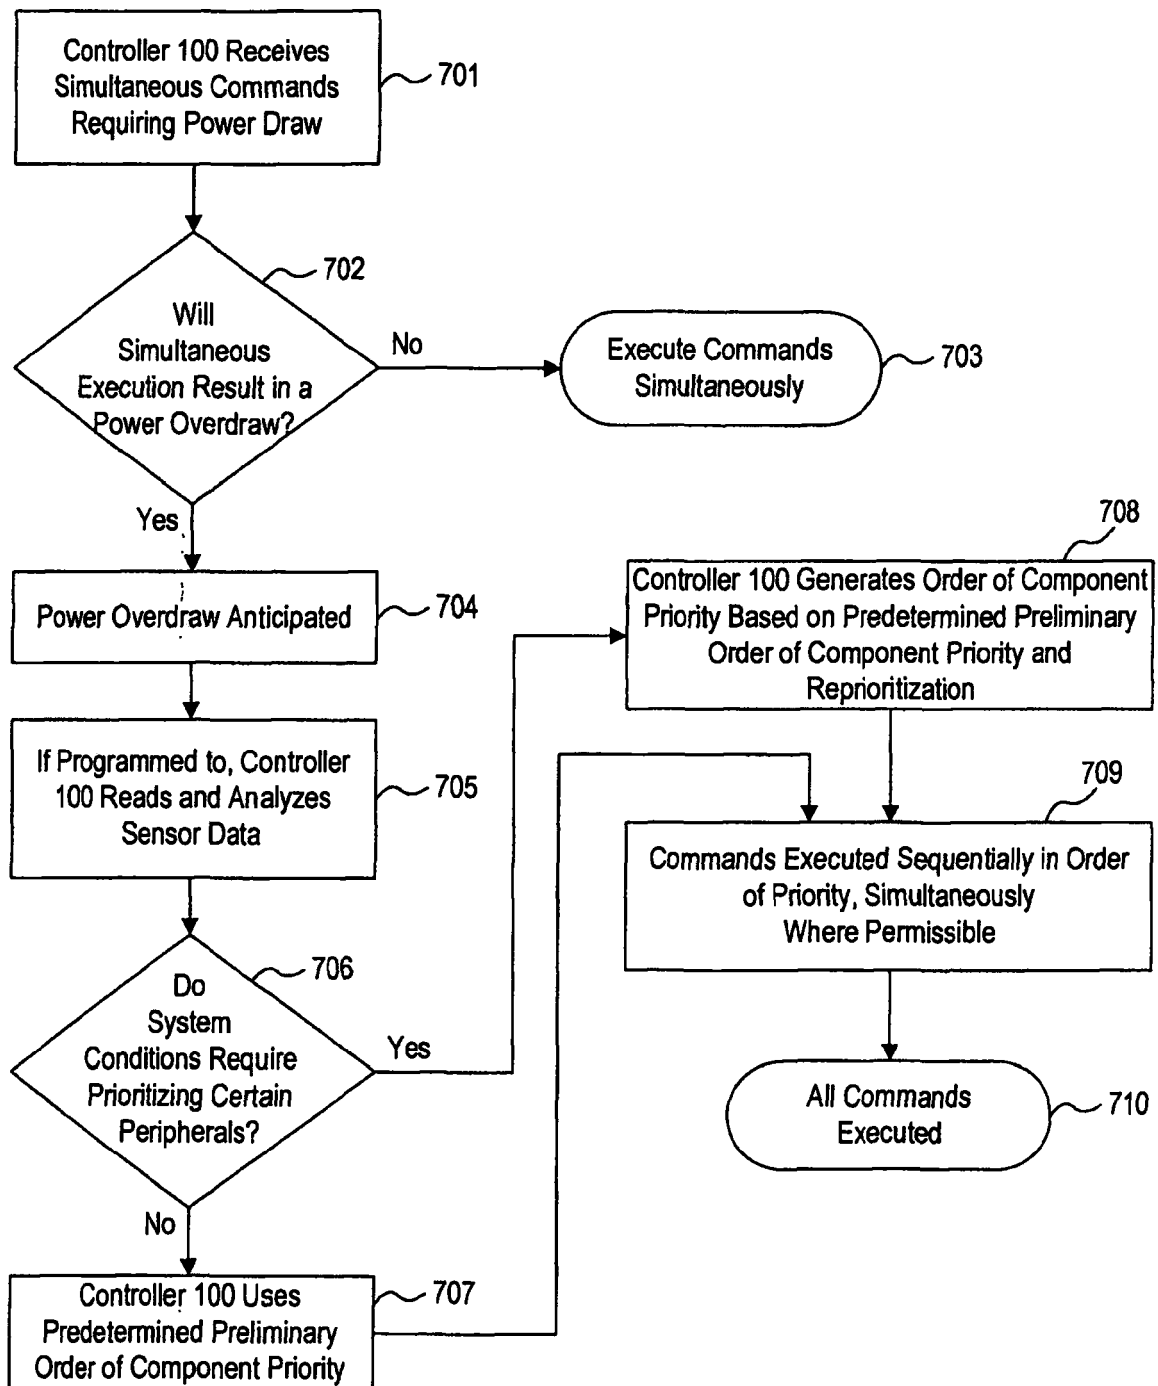 Controller 100 Receives
Simultaneous Commands
Requiring Power Draw
701
702
Will
Simultaneous
Execution Result in a
Power Overdraw?
No
Execute Commands
Simultaneously
703
Yes
Power Overdraw Anticipated
704
If Programmed to, Controller
100 Reads and Analyzes
Sensor Data
705
706
Do
System
Conditions Require
Prioritizing Certain
Peripherals?
Yes
No
Controller 100 Uses
Predetermined Preliminary
Order of Component Priority
707
708
Controller 100 Generates Order of Component
Priority Based on Predetermined Preliminary
Order of Component Priority and
Reprioritization
709
Commands Executed Sequentially in Order
of Priority, Simultaneously
Where Permissible
All Commands
Executed
710